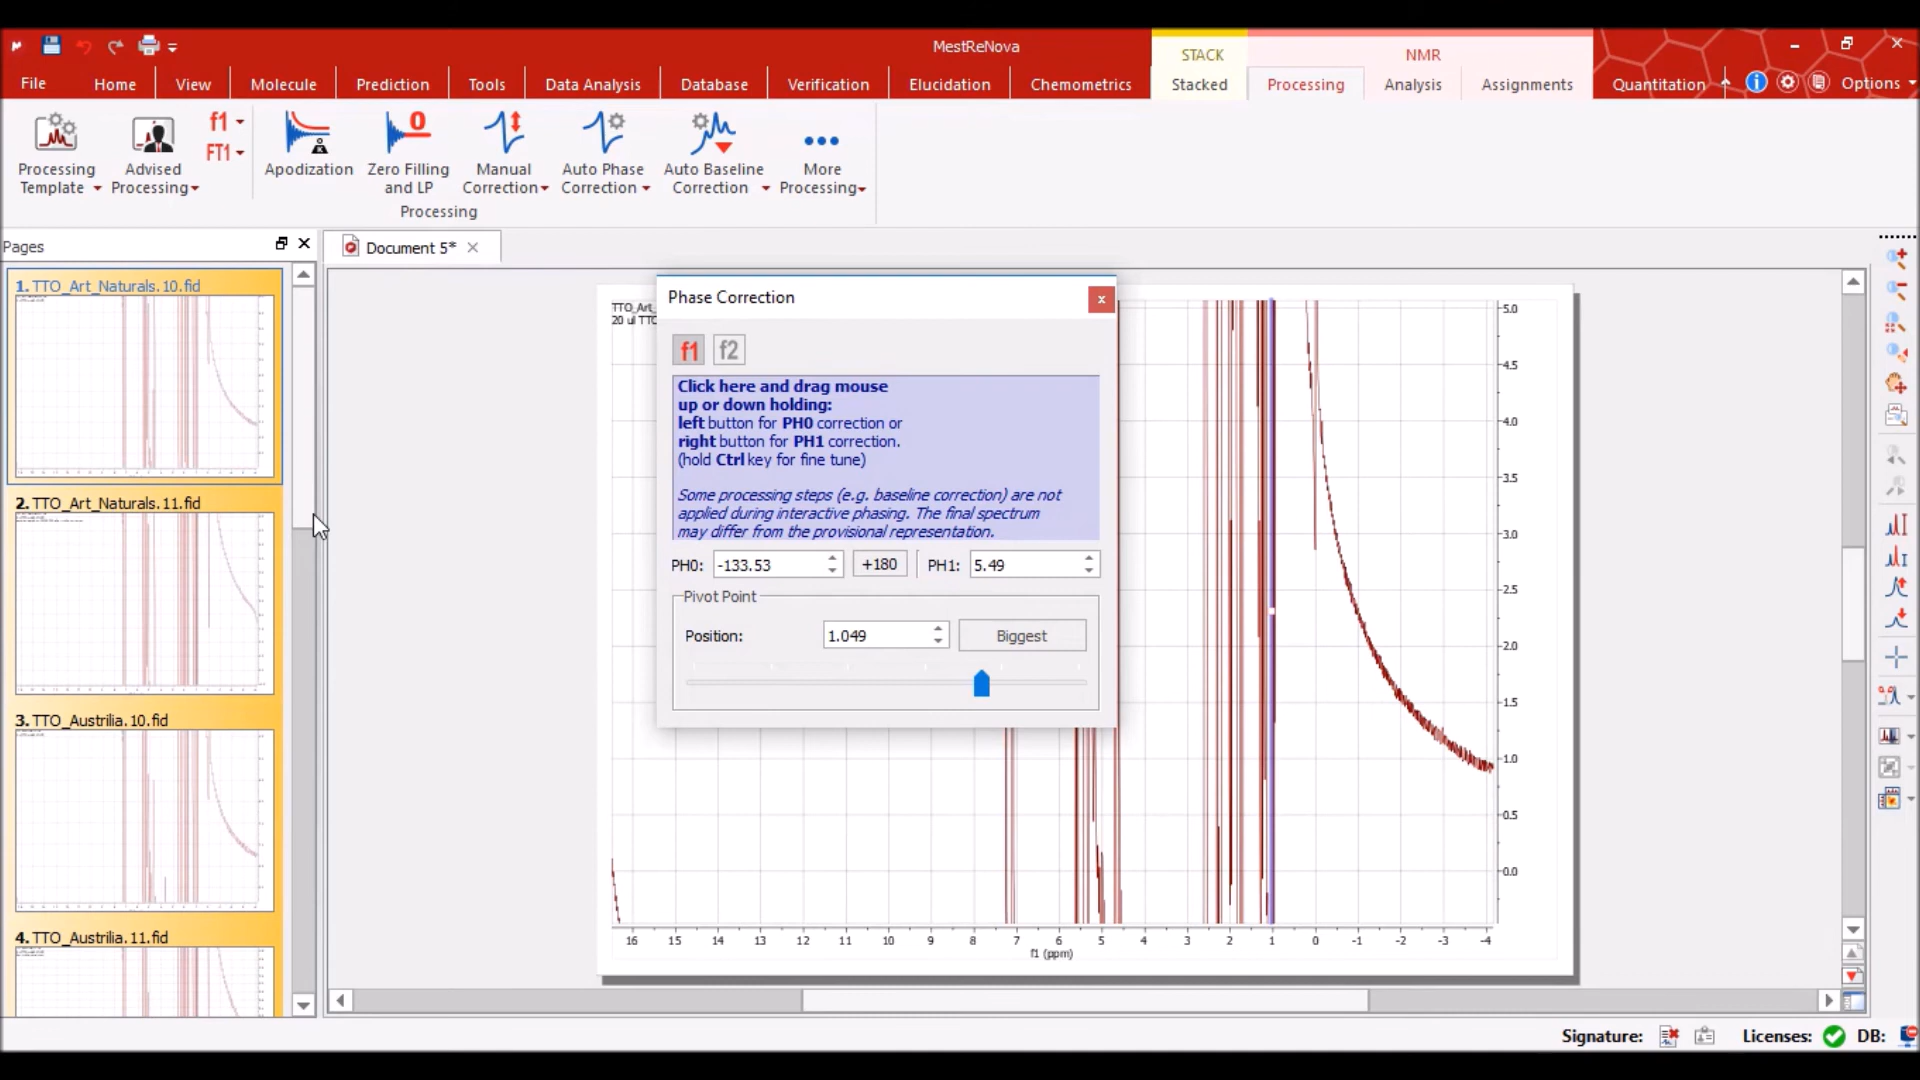 MestReNova
STACK
NMR
File
Home
View
Molecule
Prediction
Tools
Data Analysis
Database
Verification
Elucidation
Chemometrics
Stacked
Processing
Analysis
Assignments
Quantitation
Options
f1
FT1
0
Processing
Template
Advised
Processing
Apodization
Zero Filling
and LP
Manual
Correction
Auto Phase
Correction
Auto Baseline
Correction
More
Processing
Processing
Pages
Document 5*
1. TTO_Art_Naturals.10.fid
2. TTO_Art_Naturals.11.fid
3. TTO_Austrilia.10.fid
4. TTO_Austrilia.11.fid
TTO_Art_
20 ul TTO
Phase Correction
f1
f2
Click here and drag mouse
up or down holding:
left button for PH0 correction or
right button for PH1 correction.
(hold Ctrl key for fine tune)
Some processing steps (e.g. baseline correction) are not
applied during interactive phasing. The final spectrum
may differ from the provisional representation.
PH0: -133.53 +180 PH1: 5.49
Pivot Point
Position: 1.049 Biggest
5.0
4.5
4.0
3.5
3.0
2.5
2.0
1.5
1.0
0.5
0.0
16 15 14 13 12 11 10 9 8 7 6 5 4 3 2 1 0 -1 -2 -3 -4
f1 (ppm)
Signature: Licenses: DB: